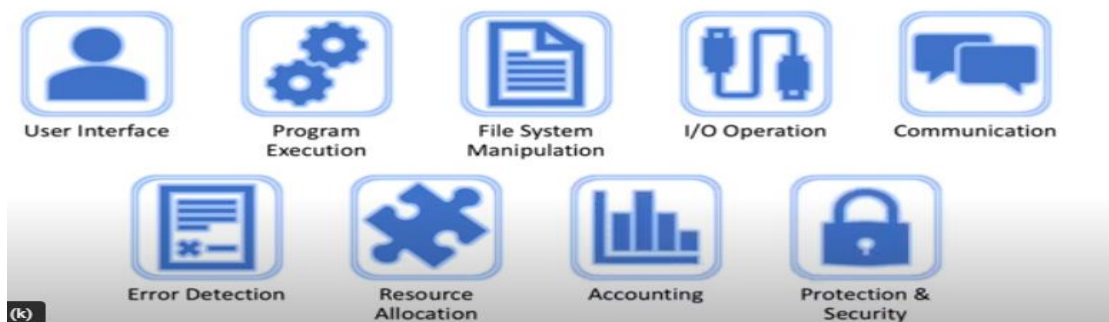 User Interface
Program
Execution
File System
Manipulation
I/O Operation
Communication
Error Detection
Resource
Allocation
Accounting
Protection &
Security
(k)